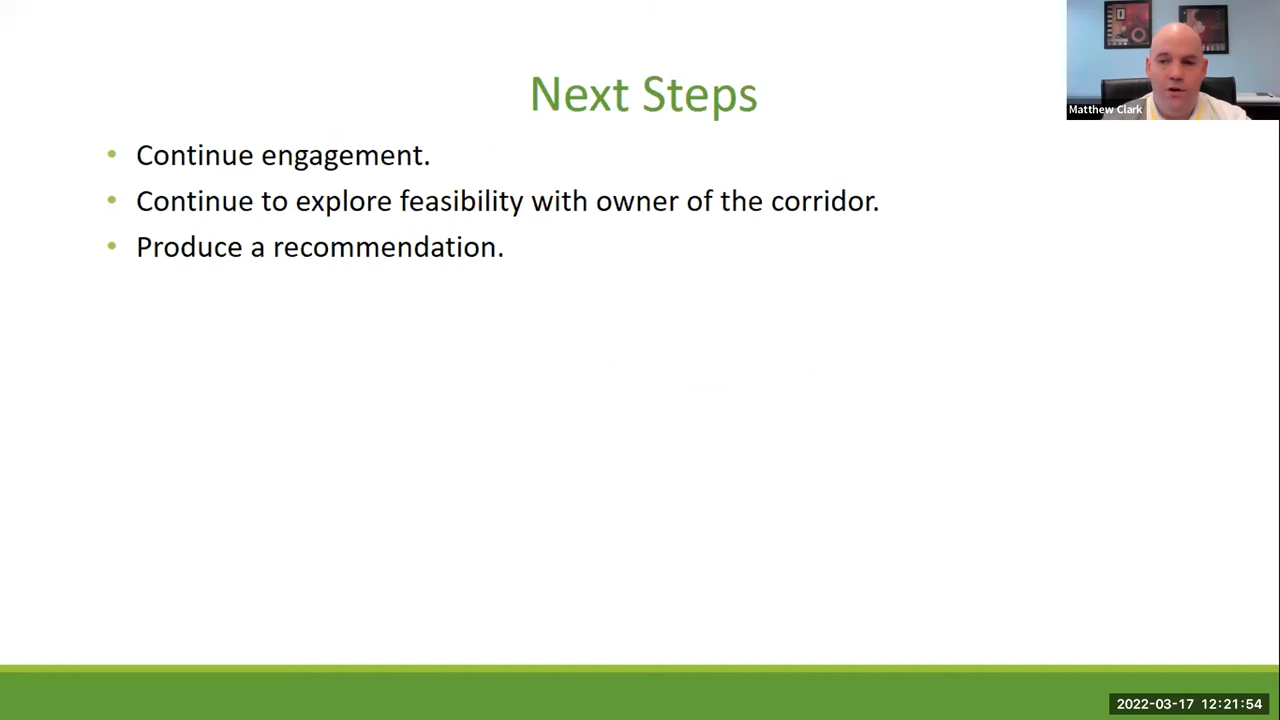 Next Steps
• Continue engagement.
• Continue to explore feasibility with owner of the corridor.
• Produce a recommendation.
Matthew Clark
2022-03-17 12:21:54